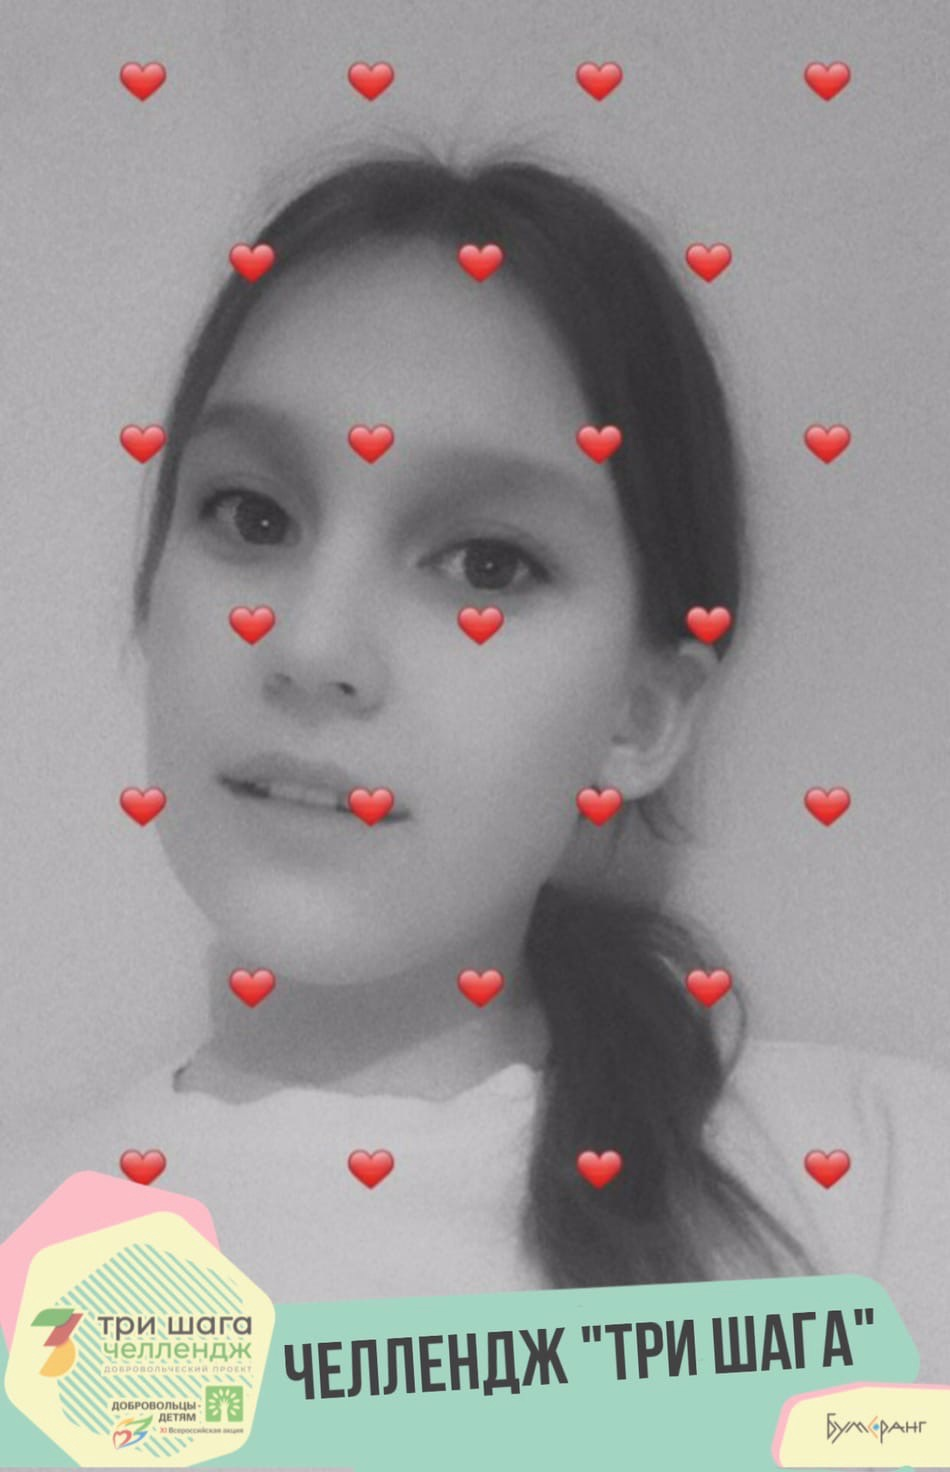 три шага
челлендж
ДОБРОВОЛЬЧЕСКИЙ ПРОЕКТ
ДОБРОВОЛЬЦЫ-
ДЕТЯМ
XI Всероссийская акция
ЧЕЛЛЕНДЖ "ТРИ ШАГА"
БУМЕРАНГ